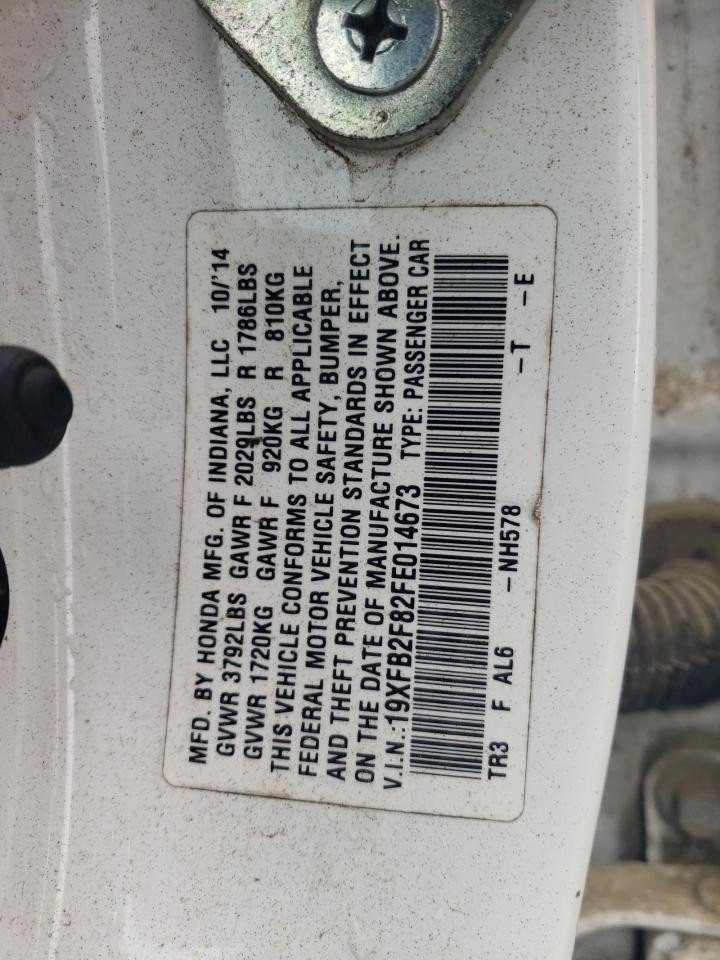 MFD. BY HONDA MFG. OF INDIANA, LLC 10/'14
GVWR 3792LBS GAWR F 2029LBS R 1786LBS
GVWR 1720KG GAWR F 920KG R 810KG
THIS VEHICLE CONFORMS TO ALL APPLICABLE
FEDERAL MOTOR VEHICLE SAFETY, BUMPER,
AND THEFT PREVENTION STANDARDS IN EFFECT
ON THE DATE OF MANUFACTURE SHOWN ABOVE.
V.I.N.:19XFB2F82FE014673 TYPE: PASSENGER CAR
TR3 F AL6 -NH578 -T -E